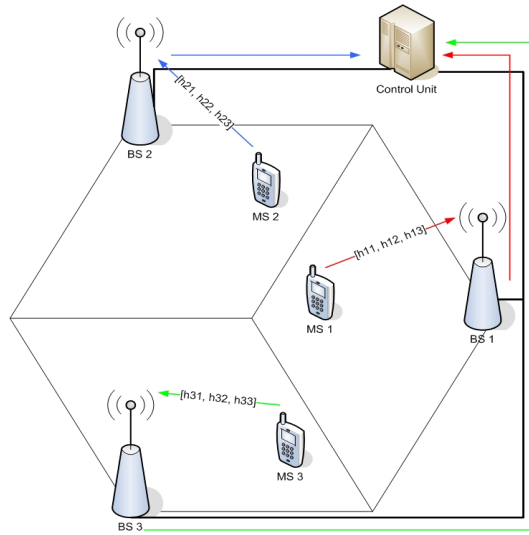 Control Unit
[h21, h22, h23]
BS 2
MS 2
[h11, h12, h13]
MS 1
BS 1
[h31, h32, h33]
MS 3
BS 3